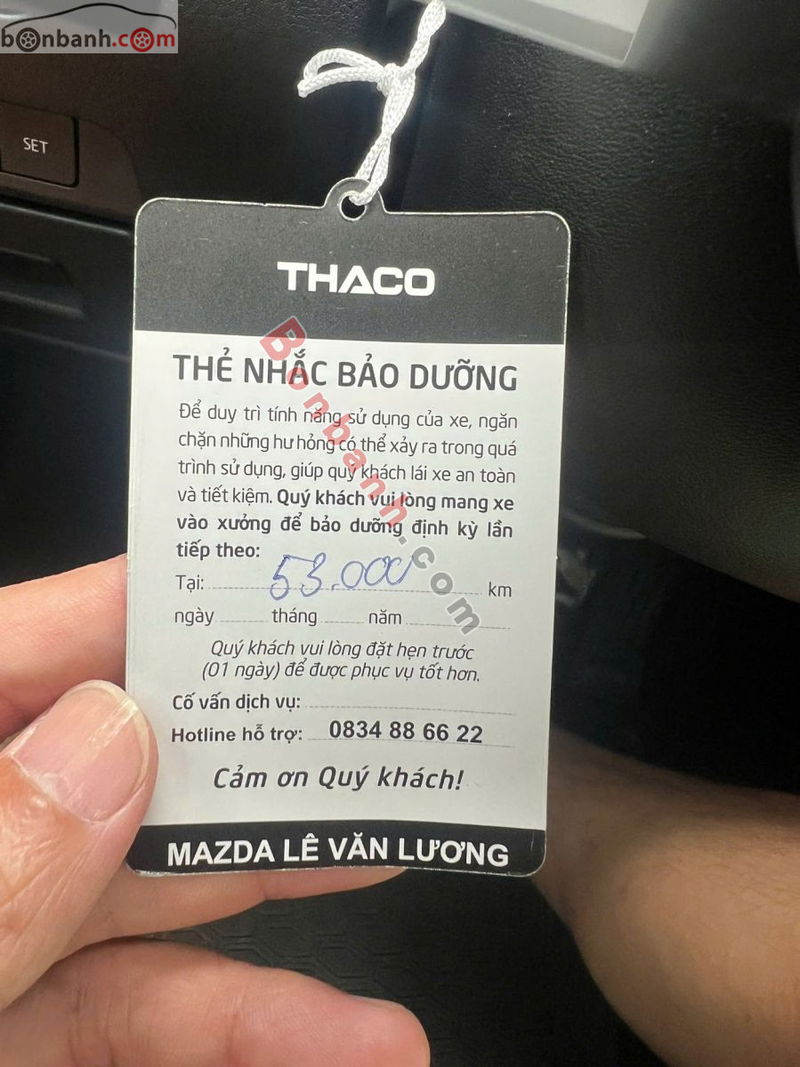 bonbanh.com
SET
THACO
THẺ NHẮC BẢO DƯỠNG
Để duy trì tính năng sử dụng của xe, ngăn
chặn những hư hỏng có thể xảy ra trong quá
trình sử dụng, giúp quý khách lái xe an toàn
và tiết kiệm. Quý khách vui lòng mang xe
vào xưởng để bảo dưỡng định kỳ lần
tiếp theo:
Tại: 53.000 km
ngày tháng năm
Quý khách vui lòng đặt hẹn trước
(01 ngày) để được phục vụ tốt hơn.
Cố vấn dịch vụ:
Hotline hỗ trợ: 0834 88 66 22
Cảm ơn Quý khách!
MAZDA LÊ VĂN LƯƠNG
Bonbanh.com